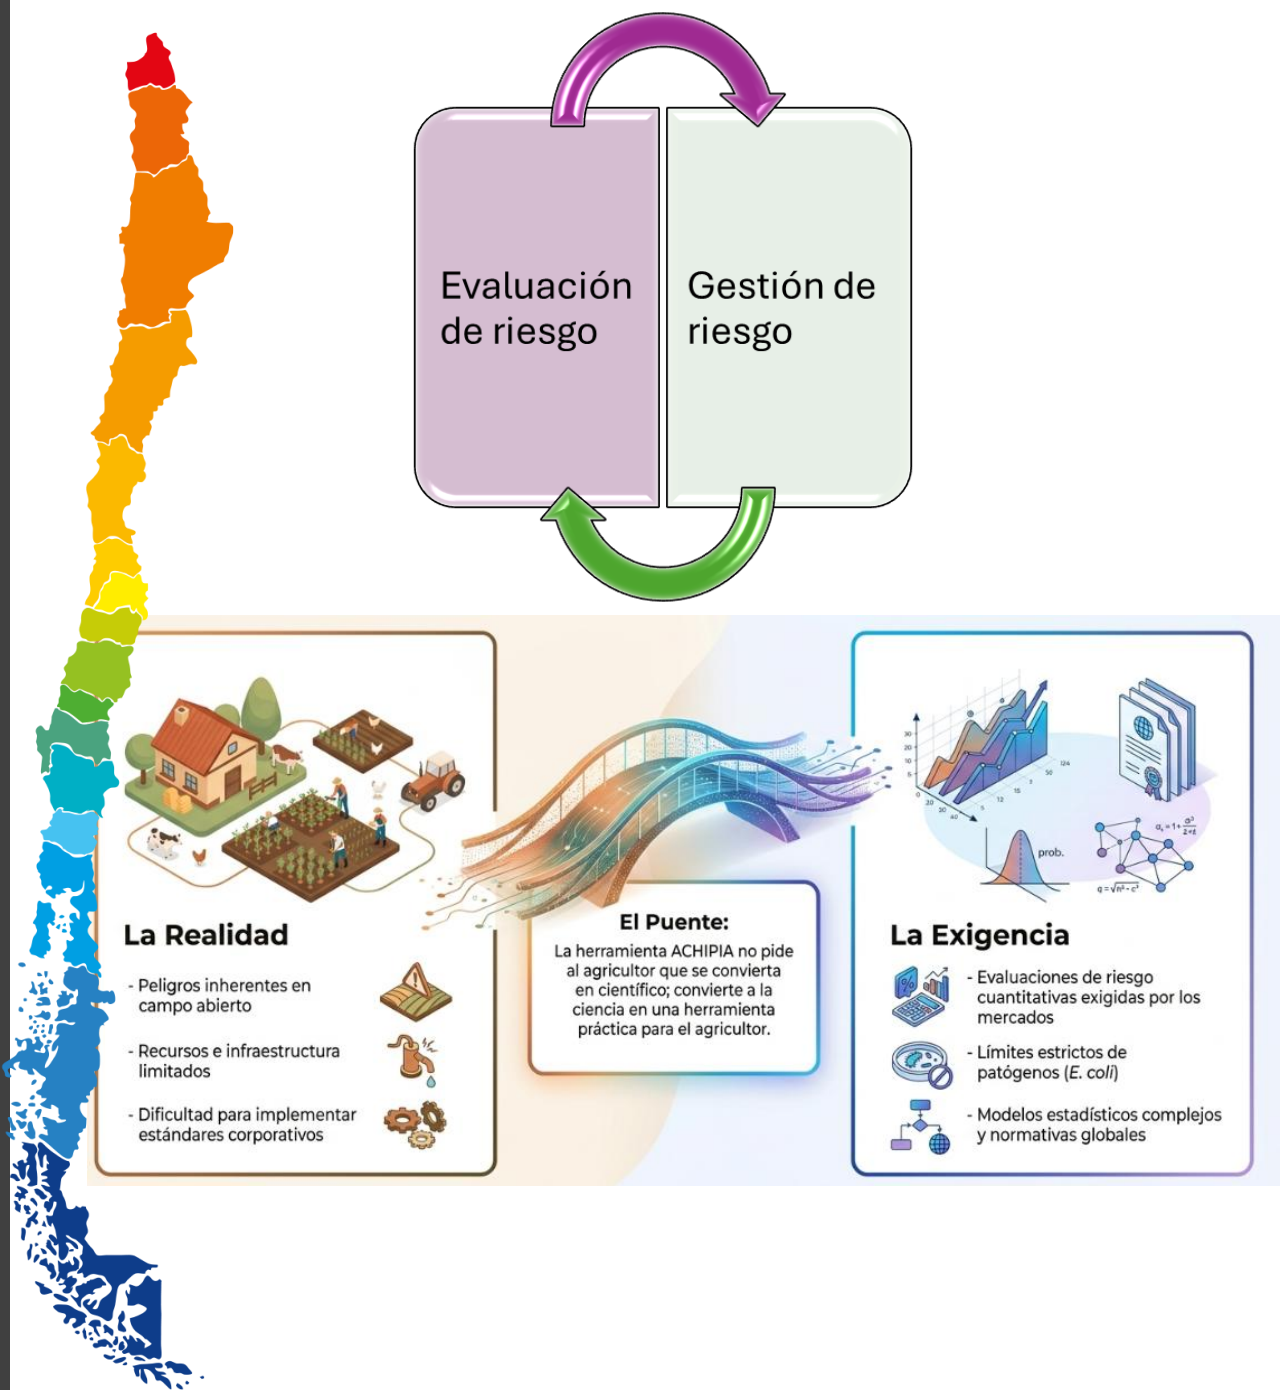 Evaluación
de riesgo
Gestión de
riesgo
La Realidad
- Peligros inherentes en
campo abierto
- Recursos e infraestructura
limitados
- Dificultad para implementar
estándares corporativos
El Puente:
La herramienta ACHIPIA no pide
al agricultor que se convierta
en científico; convierte a la
ciencia en una herramienta
práctica para el agricultor.
prob.
La Exigencia
- Evaluaciones de riesgo
cuantitativas exigidas por los
mercados
- Límites estrictos de
patógenos (E. coli)
- Modelos estadísticos complejos
y normativas globales